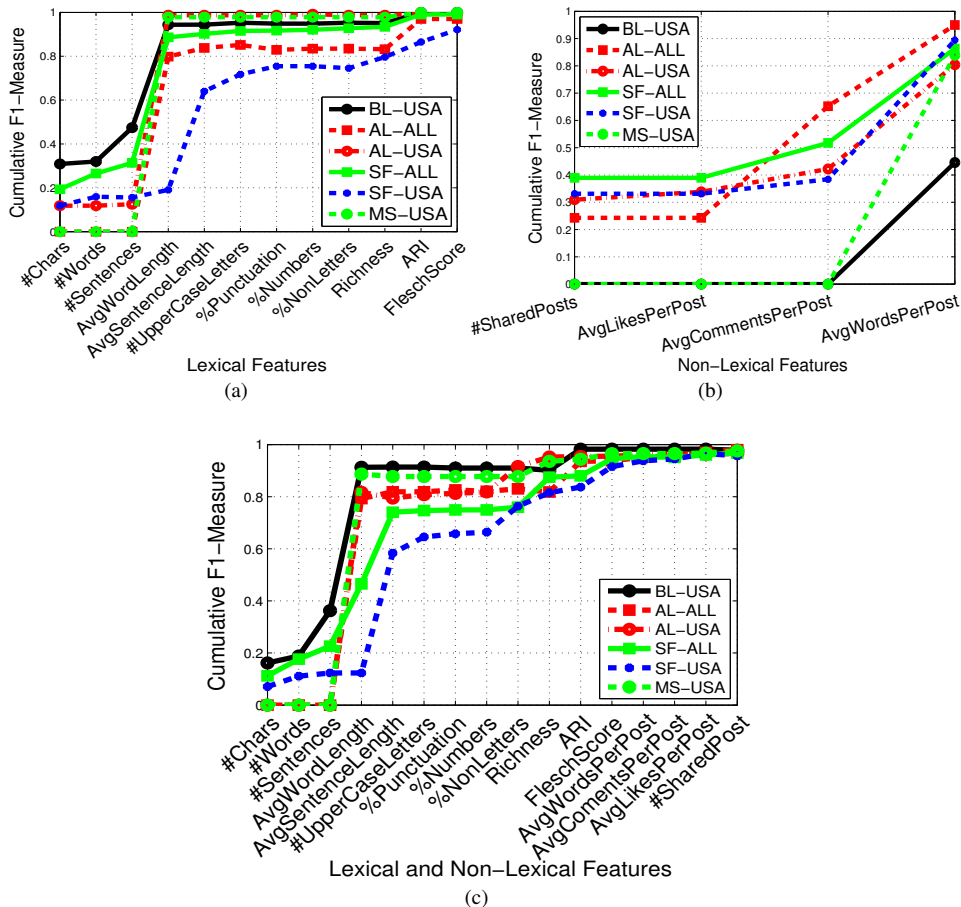 Cumulative F1−Measure
1
0.8
0.6
0.4
0.2
0
BL−USA
AL−ALL
AL−USA
SF−ALL
SF−USA
MS−USA
#Chars
#Words
#Sentences
AvgWordLength
AvgSentenceLength
#UpperCaseLetters
%Punctuation
%Numbers
%NonLetters
Richness
ARI
FleschScore
Lexical Features
(a)
Cumulative F1−Measure
1
0.9
0.8
0.7
0.6
0.5
0.4
0.3
0.2
0.1
0
BL−USA
AL−ALL
AL−USA
SF−ALL
SF−USA
MS−USA
#SharedPosts
AvgLikesPerPost
AvgCommentsPerPost
AvgWordsPerPost
Non−Lexical Features
(b)
Cumulative F1−Measure
1
0.8
0.6
0.4
0.2
0
BL−USA
AL−ALL
AL−USA
SF−ALL
SF−USA
MS−USA
#Chars
#Words
#Sentences
AvgWordLength
AvgSentenceLength
#UpperCaseLetters
%Punctuation
%Numbers
%NonLetters
Richness
ARI
FleschScore
AvgWordsPerPost
AvgComentsPerPost
AvgLikesPerPost
#SharedPost
Lexical and Non−Lexical Features
(c)